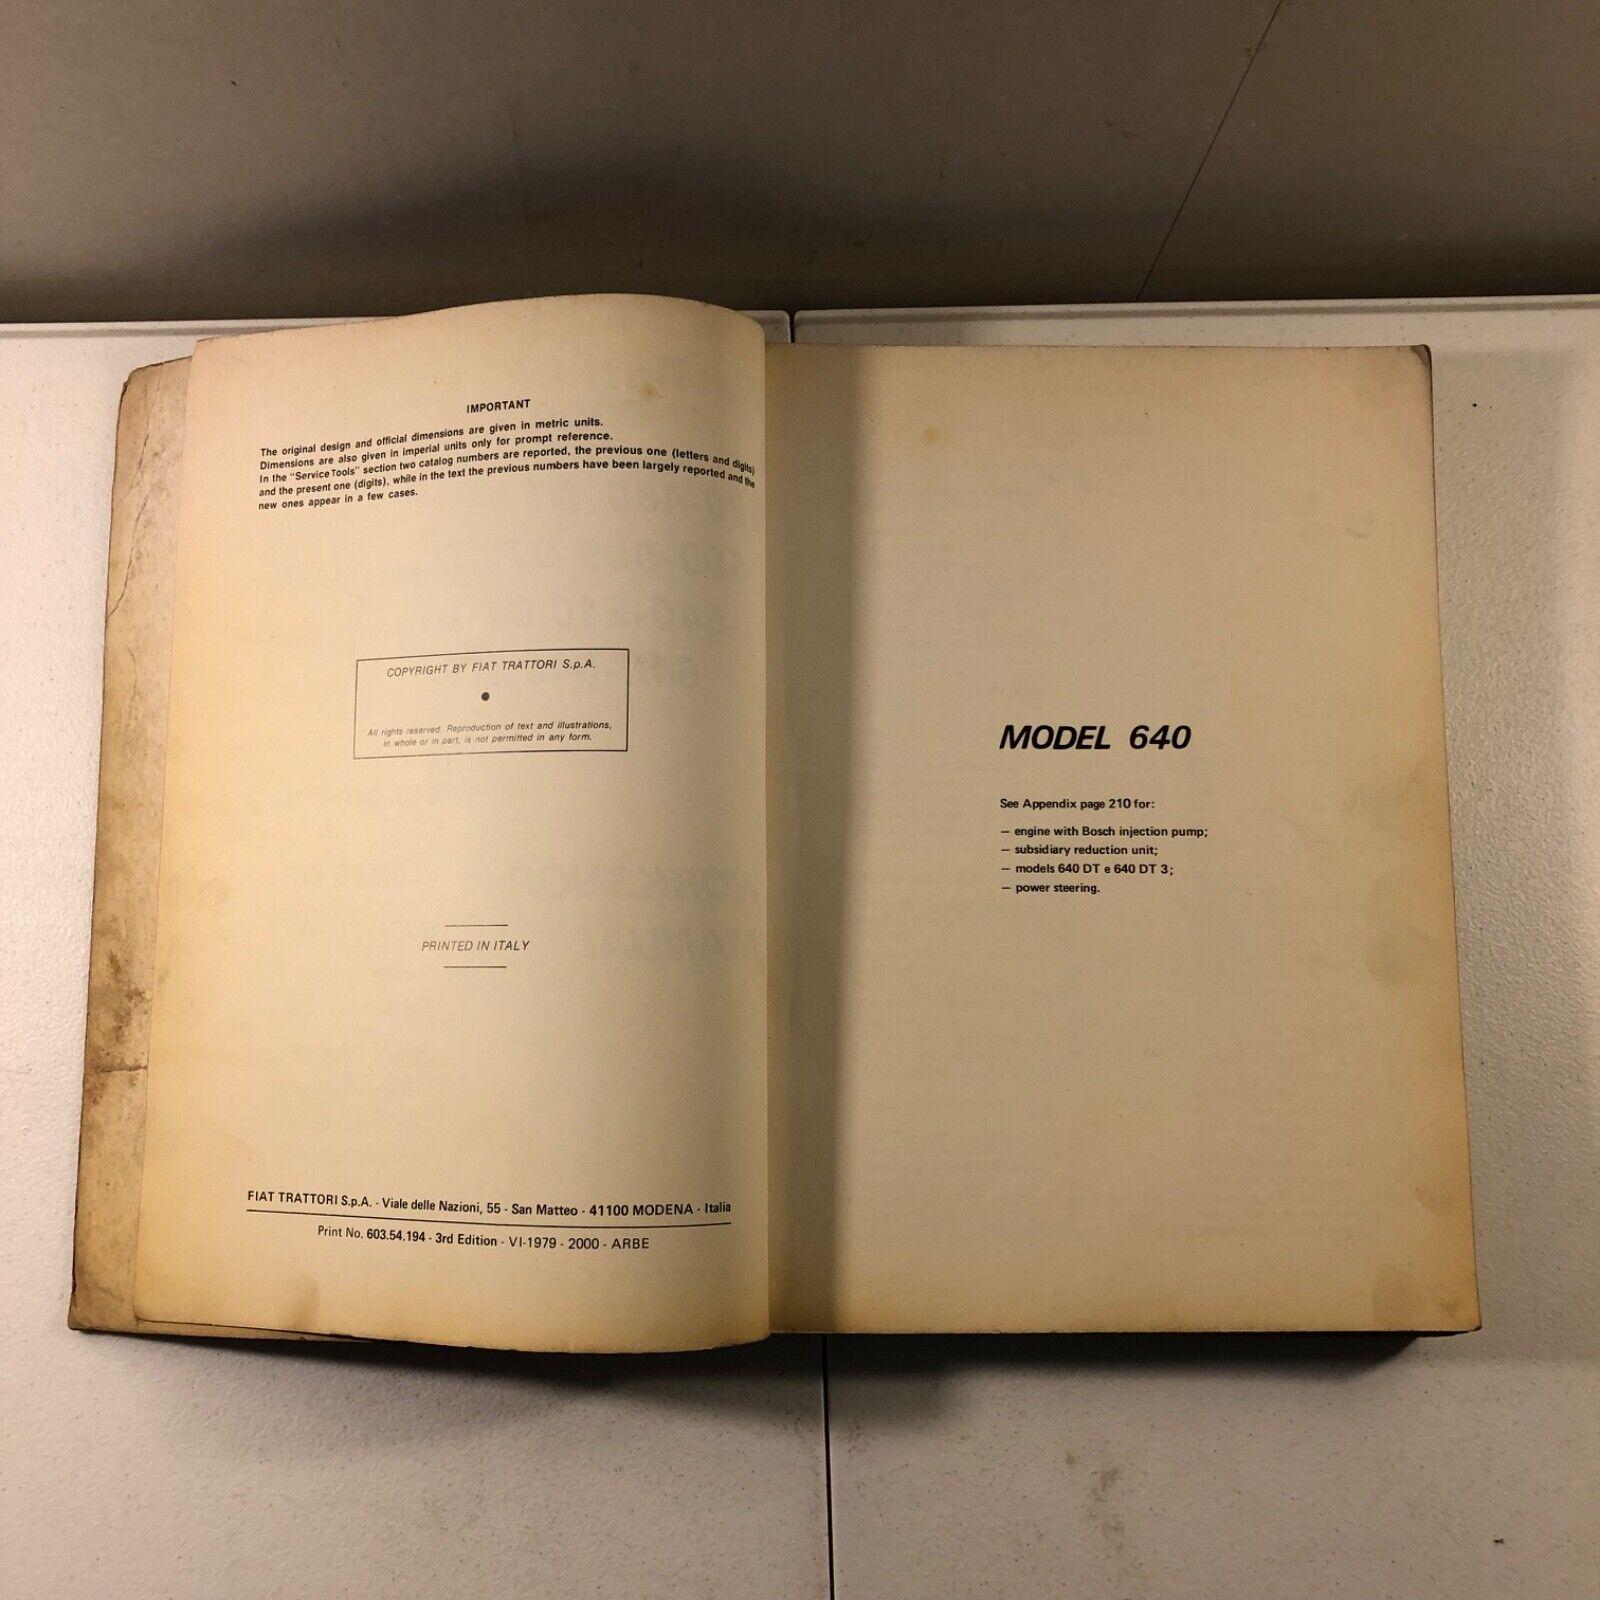 IMPORTANT
The original design and official dimensions are given in metric units.
Dimensions are also given in imperial units only for prompt reference.
In the "Service Tools" section two catalog numbers are reported, the previous one (letters and digits)
and the present one (digits), while in the text the previous numbers have been largely reported and the
new ones appear in a few cases.
COPYRIGHT BY FIAT TRATTORI S.p.A.
All rights reserved. Reproduction of text and illustrations,
in whole or in part, is not permitted in any form.
PRINTED IN ITALY
FIAT TRATTORI S.p.A. - Viale delle Nazioni, 55 - San Matteo - 41100 MODENA - Italia
Print No. 603.54.194 - 3rd Edition - VI-1979 - 2000 - ARBE
MODEL 640
See Appendix page 210 for:
— engine with Bosch injection pump;
— subsidiary reduction unit;
— models 640 DT e 640 DT 3;
— power steering.